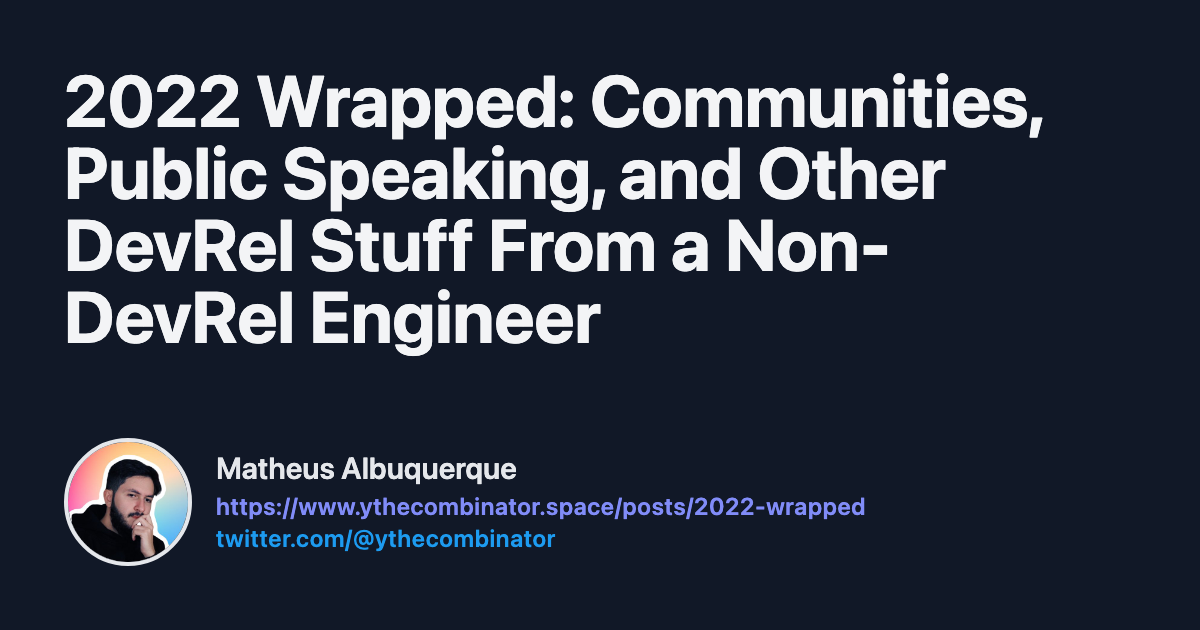 2022 Wrapped: Communities,
Public Speaking, and Other
DevRel Stuff From a Non-
DevRel Engineer
Matheus Albuquerque
https://www.ythecombinator.space/posts/2022-wrapped
twitter.com/@ythecombinator